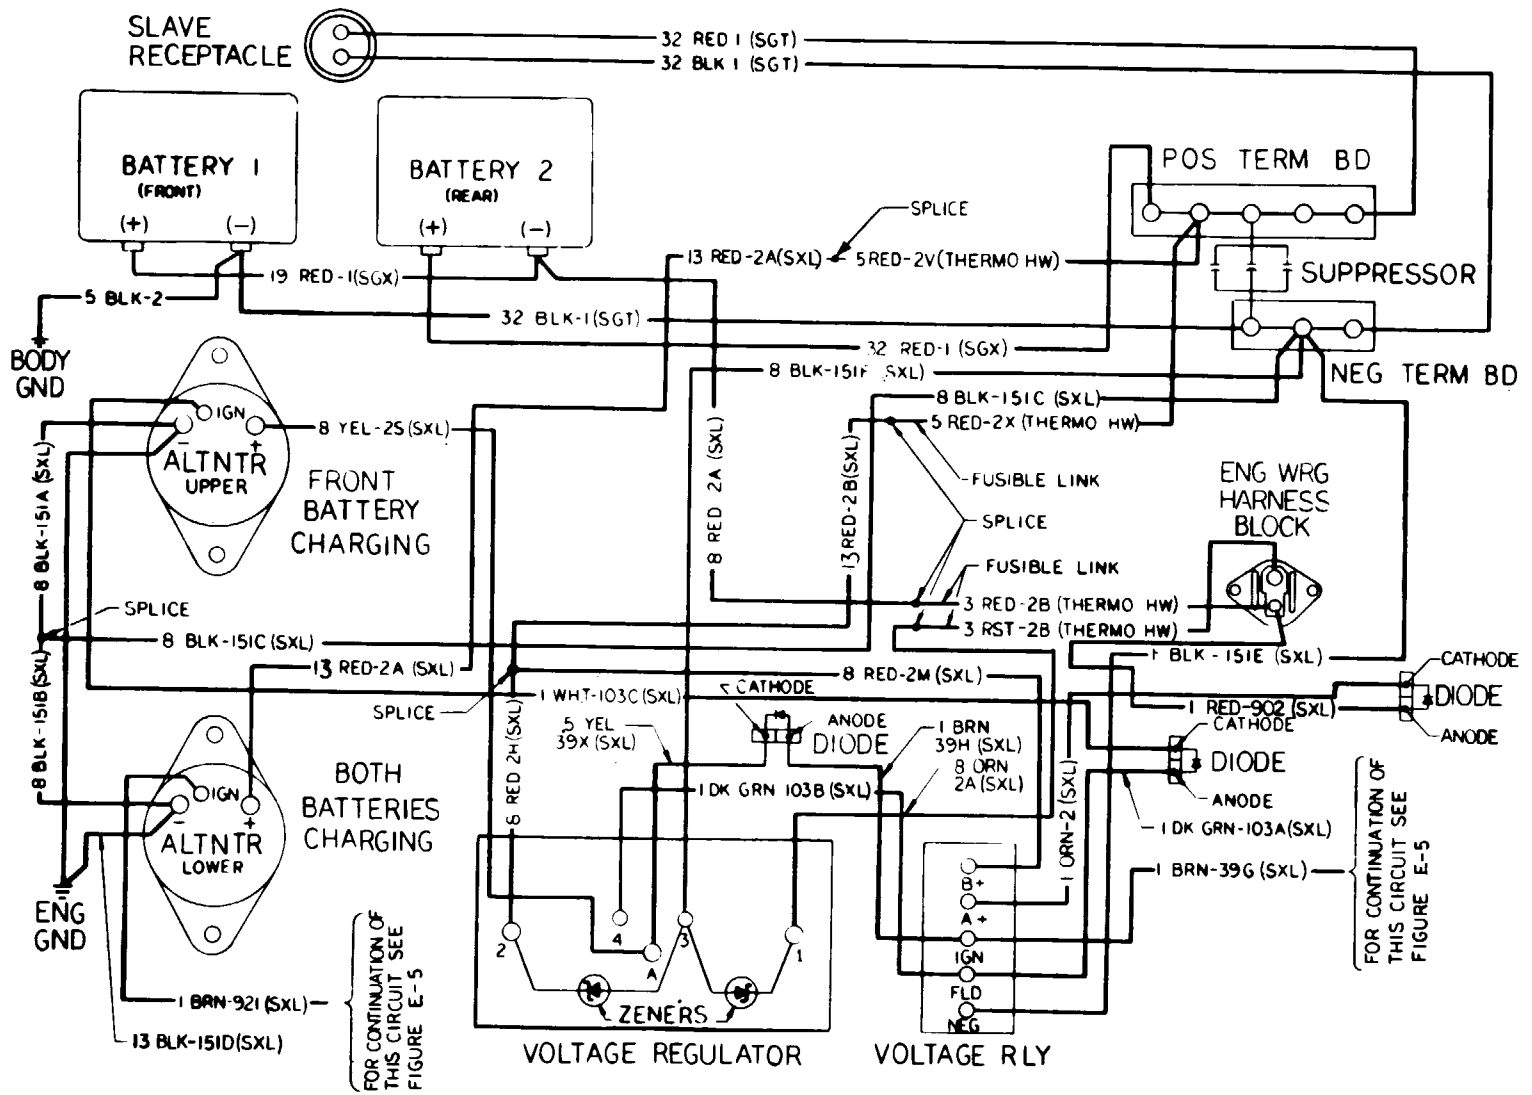 SLAVE
RECEPTACLE
32 RED 1 (SGT)
32 BLK 1 (SGT)
BATTERY 1
(FRONT)
(+) (-)
BATTERY 2
(REAR)
(+) (-)
POS TERM BD
SPLICE
13 RED-2A(SXL)
5RED-2V(THERMO HW)
SUPPRESSOR
19 RED-1(SGX)
5 BLK-2
32 BLK-1(SGT)
32 RED-1 (SGX)
BODY
GND
8 BLK-151F SXL)
NEG TERM BD
8 BLK-151C (SXL)
5 RED-2X (THERMO HW)
IGN
- +
ALTNTR
UPPER
8 YEL-2S(SXL)
FRONT
BATTERY
CHARGING
8 BLK-151A (SXL)
8 RED 2A (SXL)
13RED-2B(SXL)
FUSIBLE LINK
SPLICE
ENG WRG
HARNESS
BLOCK
FUSIBLE LINK
3 RED-2B (THERMO HW)
3 RST-2B (THERMO HW)
SPLICE
8 BLK-151C(SXL)
1 BLK-151E (SXL)
13 RED-2A (SXL)
8 RED-2M (SXL)
CATHODE
DIODE
ANODE
8 BLK-151B(SXL)
1 WHT-103C(SXL)
CATHODE
SPLICE
1 RED-902 (SXL)
CATHODE
DIODE
ANODE
5 YEL
39X(SXL)
ANODE
DIODE
1 BRN
39H (SXL)
8 ORN
2A(SXL)
6 RED 2H(SXL)
1 DK GRN 103B (SXL)
1 ORN-2 (SXL)
1 DK GRN-103A(SXL)
BOTH
BATTERIES
CHARGING
IGN
- +
ALTNTR
LOWER
1 BRN-39G (SXL)
FOR CONTINUATION OF
THIS CIRCUIT SEE
FIGURE E-5
ENG
GND
B+
A+
IGN
FLD
NEG
2 4 A 3 1
ZENERS
1 BRN-921 (SXL)
13 BLK-151D(SXL)
FOR CONTINUATION OF
THIS CIRCUIT SEE
FIGURE E-5
VOLTAGE REGULATOR
VOLTAGE RLY